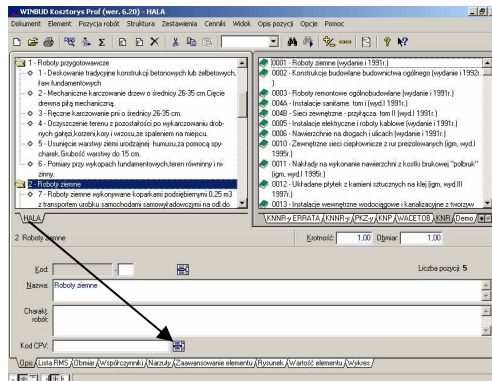 WINBUD Kosztorys Prof (wer. 6.20) - HALA
Dokument Element Pozycja robót Struktura Zestawienia Cenniki Widok Opis pozycji Opcje Pomoc
1 - Roboty przygotowawcze
1 - Deskowanie tradycyjne konstrukcji betonowych lub żelbetowych,
ław fundamentowych
2 - Mechaniczne karczowanie drzew o średnicy 26-35 cm.Cięcie
drewna piłą mechaniczną.
3 - Ręczne karczowanie pni o średnicy 26-35 cm.
4 - Oczyszczenie terenu z pozostałości po wykarczowaniu drob-
nych gałęzi,korzeni,kory i wrzosu,ze spaleniem na miejscu.
5 - Usunięcie warstwy ziemi urodzajnej- humusu,za pomocą spy-
charek.Grubość warstwy do 15 cm.
6 - Pomiary przy wykopach fundamentowych,teren równinny i ni-
zinny.
2 - Roboty ziemne
7 - Roboty ziemne wykonywane koparkami podsiębiernymi 0,25 m3
z transportem urobku samochodami samowyładowczymi na odl.do
HALA
0001 - Roboty ziemne (wydanie i 1991r.)
0002 - Konstrukcje budowlane budownictwa ogólnego (wydanie i 1992r.
)
0003 - Roboty remontowe ogólnobudowlane (wydanie i 1991r.)
004A - Instalacje sanitarne. tom i (wyd.I 1991r.)
004B - Sieci zewnętrzne - przyłącza. tom II (wyd.I 1991r.)
0005 - Instalacje elektryczne i roboty kablowe (wydanie i 1991r.)
0006 - Nawierzchnie na drogach i ulicach (wydanie i 1991r.)
0010 - Zewnętrzne sieci ciepłownicze z rur preizolowanych (igm, wyd.I
1995r.)
0011 - Nakłady na wykonanie nawierzchni z kostki brukowej "polbruk"
(igm, wyd.I 1995r.)
0012 - Układane płytek z kamieni sztucznych na klej (igm, wyd.III
1997r.)
0013 - Instalacje wewnętrzne wodociągowe i kanalizacyjne z tworzyw
KNNR-y ERRATA KNNR-y PKZ-y KNP WACETOB KNR Demo
2 Roboty ziemne Krotność: 1,00 Obmiar: 1,00
Kod: - Liczba pozycji: 5
Nazwa: Roboty ziemne
Charakt.
robót:
Kod CPV:
Opis Lista RMS Obmiar Współczynniki Narzuty Zaawansowanie elementu Rysunek Wartość elementu Wykres